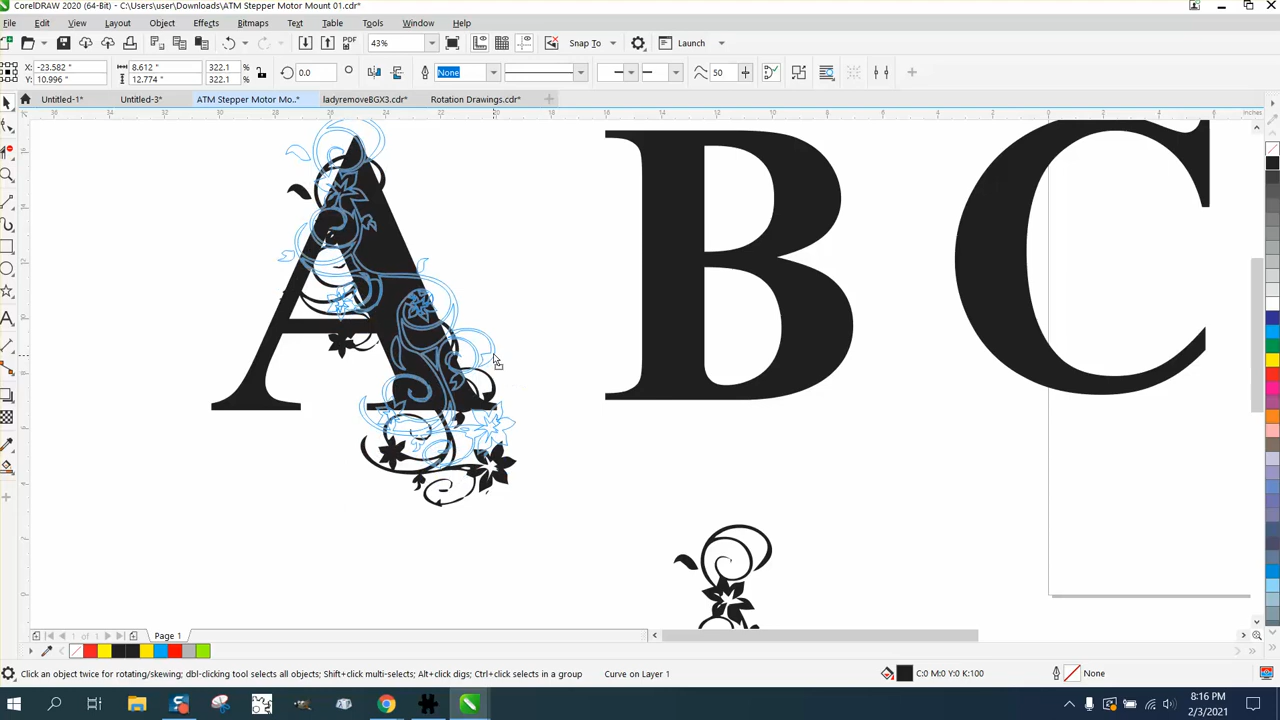 CorelDRAW 2020 (64-Bit) - C:\Users\user\Downloads\ATM Stepper Motor Mount 01.cdr*
File Edit View Layout Object Effects Bitmaps Text Table Tools Window Help
PDF 43% Snap To Launch
X: -23.582 " 8.612 " 322.1 % 0.0 None 50
Y: 10.996 " 12.774 " 322.1 %
Untitled-1* Untitled-3* ATM Stepper Motor Mo..* ladyremoveBGX3.cdr* Rotation Drawings.cdr*
inches
A B C
1 of 1 Page 1
Click an object twice for rotating/skewing; dbl-clicking tool selects all objects; Shift+click multi-selects; Alt+click digs; Ctrl+click selects in a group Curve on Layer 1 C:0 M:0 Y:0 K:100 None
8:16 PM
2/3/2021